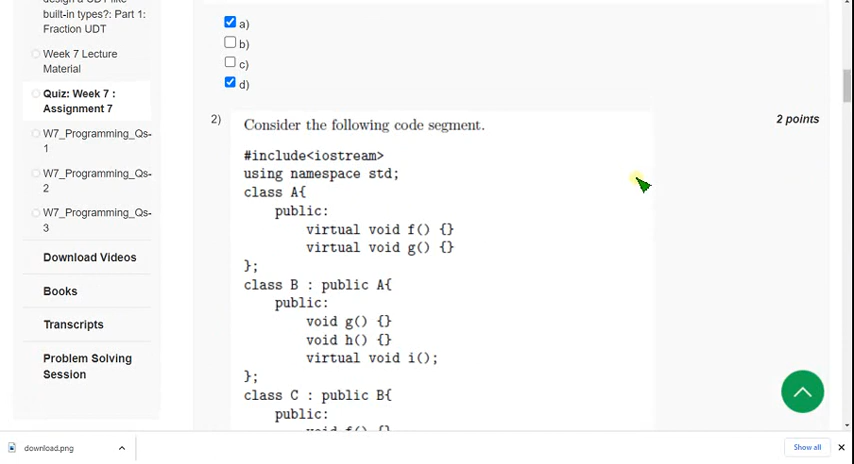 design a UDT like
built-in types?: Part 1:
Fraction UDT
Week 7 Lecture
Material
Quiz: Week 7 :
Assignment 7
W7_Programming_Qs-
1
W7_Programming_Qs-
2
W7_Programming_Qs-
3
Download Videos
Books
Transcripts
Problem Solving
Session
a)
b)
c)
d)
2)
Consider the following code segment.
2 points
#include<iostream>
using namespace std;
class A{
public:
virtual void f() {}
virtual void g() {}
};
class B : public A{
public:
void g() {}
void h() {}
virtual void i();
};
class C : public B{
public:
void f() {}
download.png
Show all